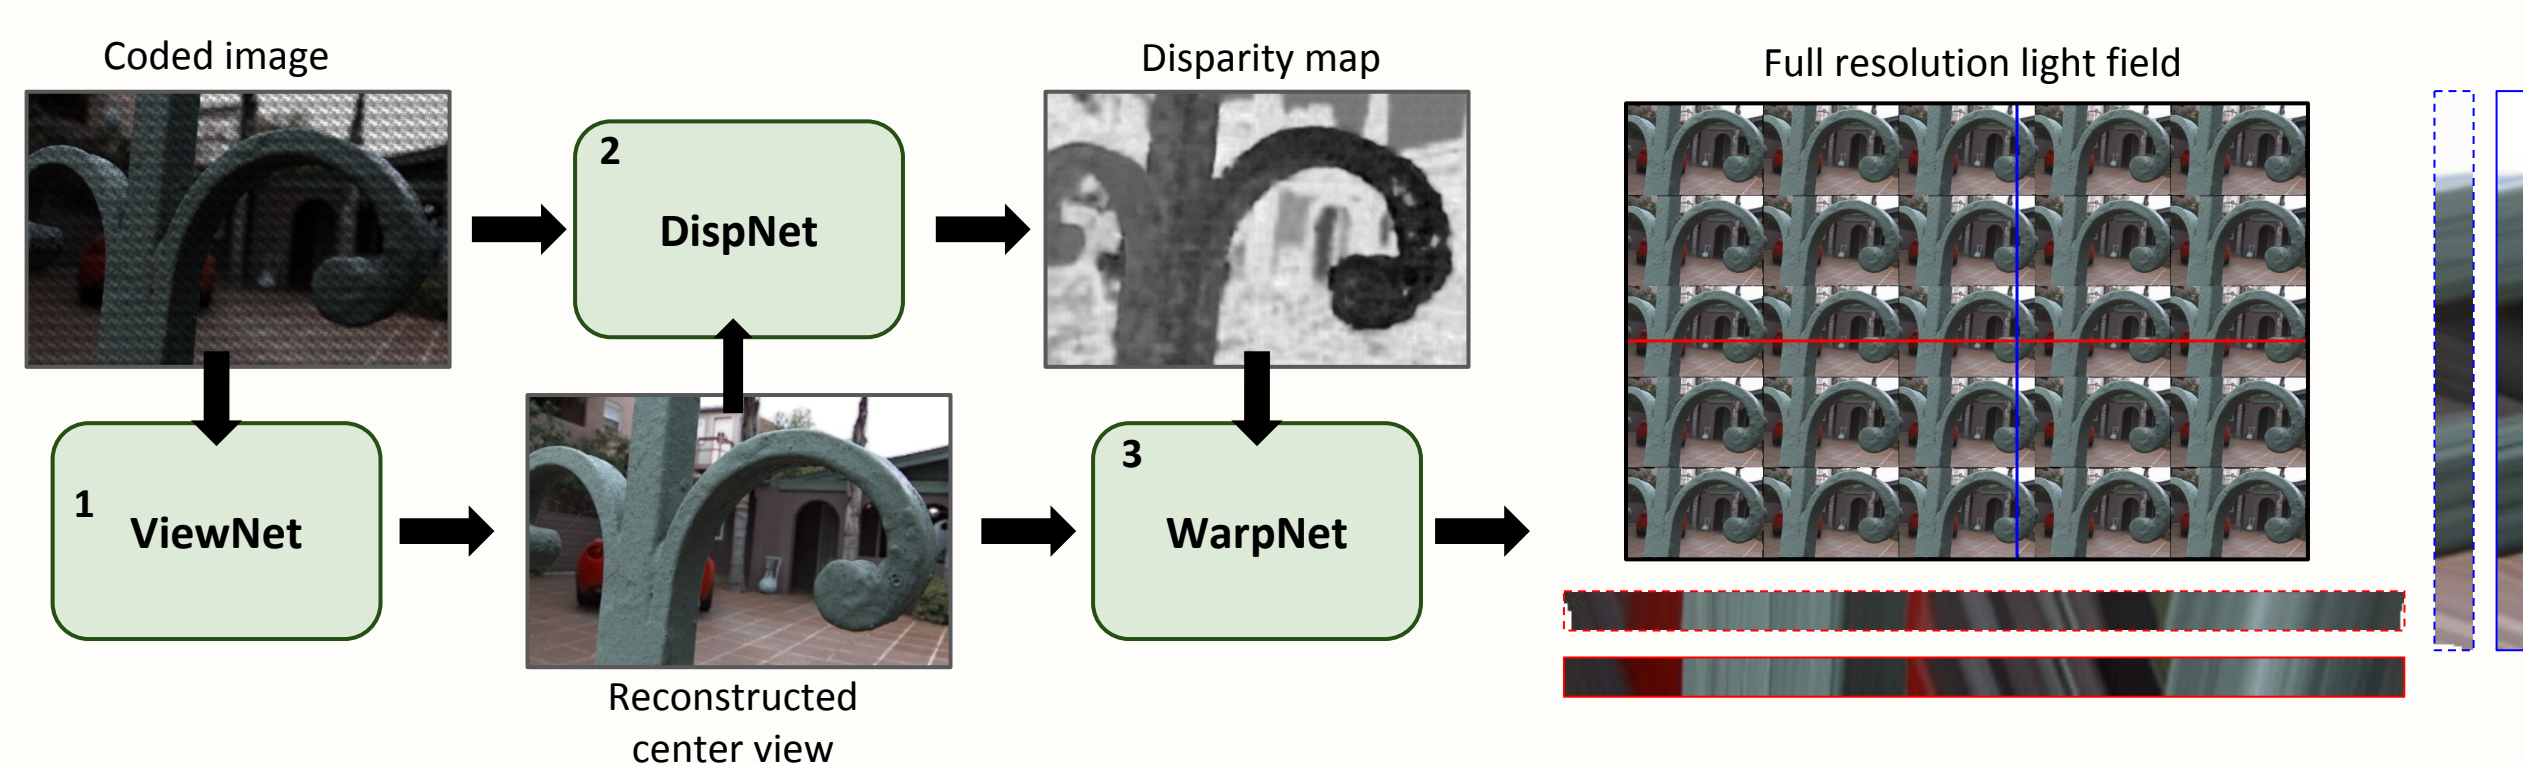 Coded image
Disparity map
Full resolution light field
2
DispNet
1
ViewNet
3
WarpNet
Reconstructed
center view